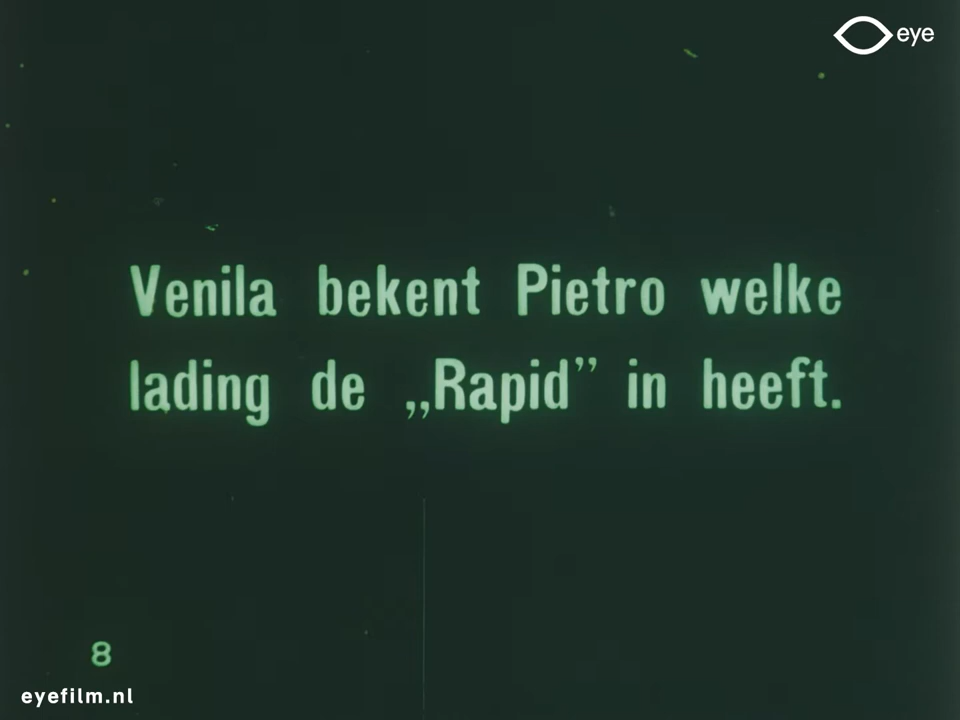 eye
Venila bekent Pietro welke
lading de „Rapid” in heeft.
8
eyefilm.nl